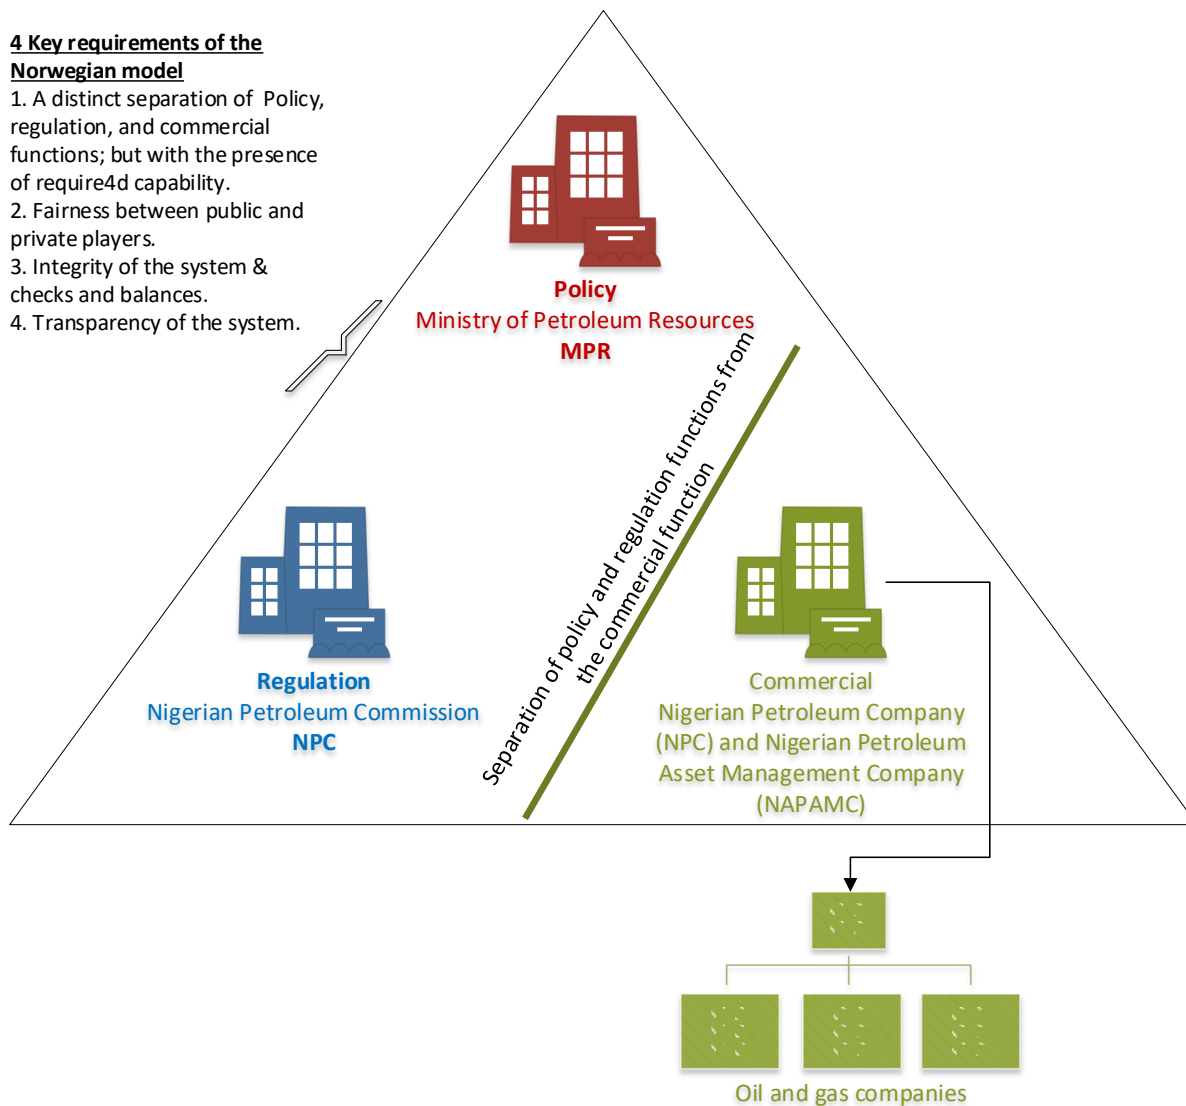 4 Key requirements of the
Norwegian model
1. A distinct separation of Policy,
regulation, and commercial
functions; but with the presence
of require4d capability.
2. Fairness between public and
private players.
3. Integrity of the system &
checks and balances.
4. Transparency of the system.
Policy
Ministry of Petroleum Resources
MPR
Separation of policy and regulation functions from
the commercial function
Regulation
Nigerian Petroleum Commission
NPC
Commercial
Nigerian Petroleum Company
(NPC) and Nigerian Petroleum
Asset Management Company
(NAPAMC)
Oil and gas companies